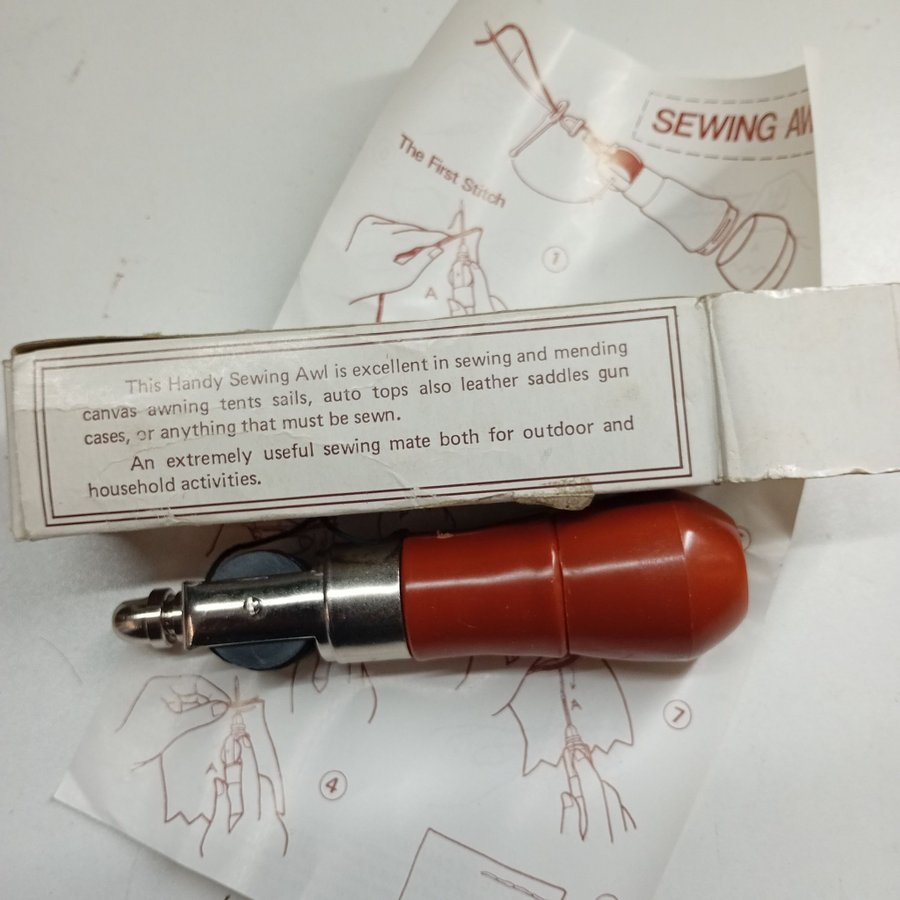 SEWING AW
The First Stitch
1
A
This Handy Sewing Awl is excellent in sewing and mending
canvas awning tents sails, auto tops also leather saddles gun
cases, or anything that must be sewn.
An extremely useful sewing mate both for outdoor and
household activities.
A
7
A
4